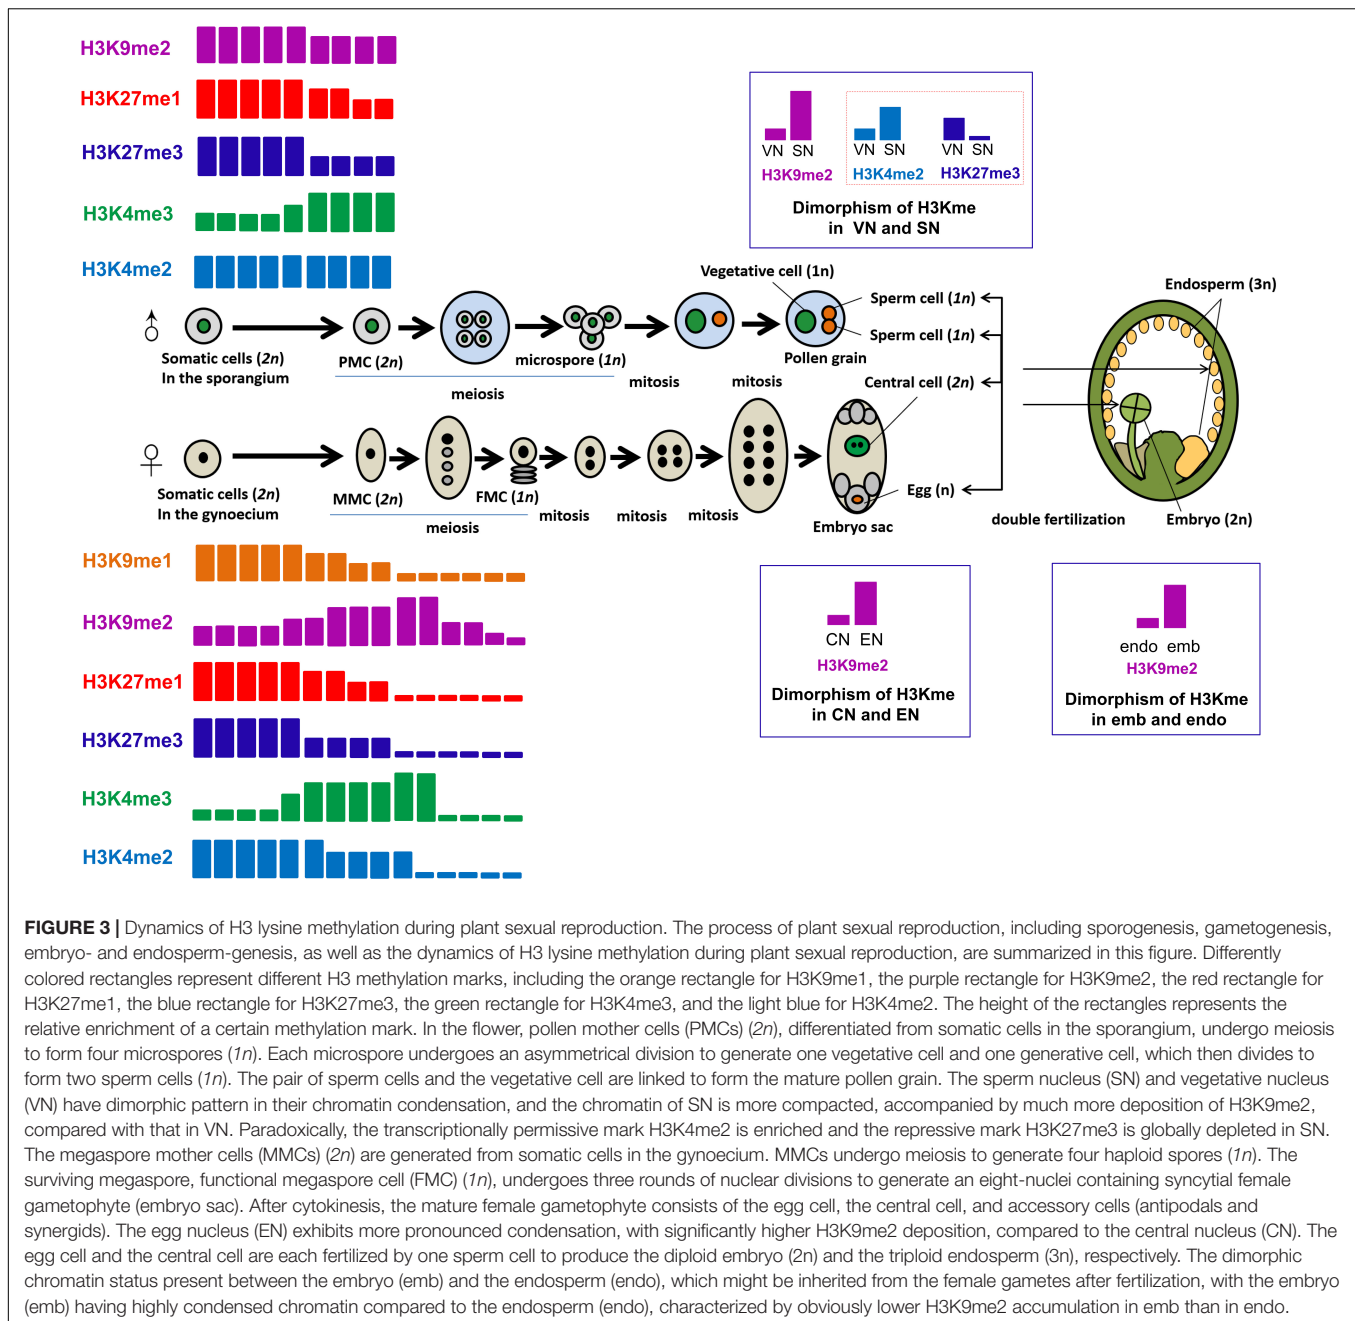 H3K9me2
H3K27me1
H3K27me3
H3K4me3
H3K4me2
VN SN
H3K9me2
VN SN
H3K4me2
VN SN
H3K27me3
Dimorphism of H3Kme
in VN and SN
♂
Somatic cells (2n)
In the sporangium
PMC (2n)
microspore (1n)
meiosis
mitosis
mitosis
Vegetative cell (1n)
Pollen grain
Sperm cell (1n)
Sperm cell (1n)
Central cell (2n)
Egg (n)
Endosperm (3n)
♀
Somatic cells (2n)
In the gynoecium
MMC (2n)
FMC (1n)
meiosis
mitosis
mitosis
mitosis
Embryo sac
double fertilization
Embryo (2n)
H3K9me1
H3K9me2
H3K27me1
H3K27me3
H3K4me3
H3K4me2
CN EN
H3K9me2
Dimorphism of H3Kme
in CN and EN
endo emb
H3K9me2
Dimorphism of H3Kme
in emb and endo
FIGURE 3 | Dynamics of H3 lysine methylation during plant sexual reproduction. The process of plant sexual reproduction, including sporogenesis, gametogenesis,
embryo- and endosperm-genesis, as well as the dynamics of H3 lysine methylation during plant sexual reproduction, are summarized in this figure. Differently
colored rectangles represent different H3 methylation marks, including the orange rectangle for H3K9me1, the purple rectangle for H3K9me2, the red rectangle for
H3K27me1, the blue rectangle for H3K27me3, the green rectangle for H3K4me3, and the light blue for H3K4me2. The height of the rectangles represents the
relative enrichment of a certain methylation mark. In the flower, pollen mother cells (PMCs) (2n), differentiated from somatic cells in the sporangium, undergo meiosis
to form four microspores (1n). Each microspore undergoes an asymmetrical division to generate one vegetative cell and one generative cell, which then divides to
form two sperm cells (1n). The pair of sperm cells and the vegetative cell are linked to form the mature pollen grain. The sperm nucleus (SN) and vegetative nucleus
(VN) have dimorphic pattern in their chromatin condensation, and the chromatin of SN is more compacted, accompanied by much more deposition of H3K9me2,
compared with that in VN. Paradoxically, the transcriptionally permissive mark H3K4me2 is enriched and the repressive mark H3K27me3 is globally depleted in SN.
The megaspore mother cells (MMCs) (2n) are generated from somatic cells in the gynoecium. MMCs undergo meiosis to generate four haploid spores (1n). The
surviving megaspore, functional megaspore cell (FMC) (1n), undergoes three rounds of nuclear divisions to generate an eight-nuclei containing syncytial female
gametophyte (embryo sac). After cytokinesis, the mature female gametophyte consists of the egg cell, the central cell, and accessory cells (antipodals and
synergids). The egg nucleus (EN) exhibits more pronounced condensation, with significantly higher H3K9me2 deposition, compared to the central nucleus (CN). The
egg cell and the central cell are each fertilized by one sperm cell to produce the diploid embryo (2n) and the triploid endosperm (3n), respectively. The dimorphic
chromatin status present between the embryo (emb) and the endosperm (endo), which might be inherited from the female gametes after fertilization, with the embryo
(emb) having highly condensed chromatin compared to the endosperm (endo), characterized by obviously lower H3K9me2 accumulation in emb than in endo.